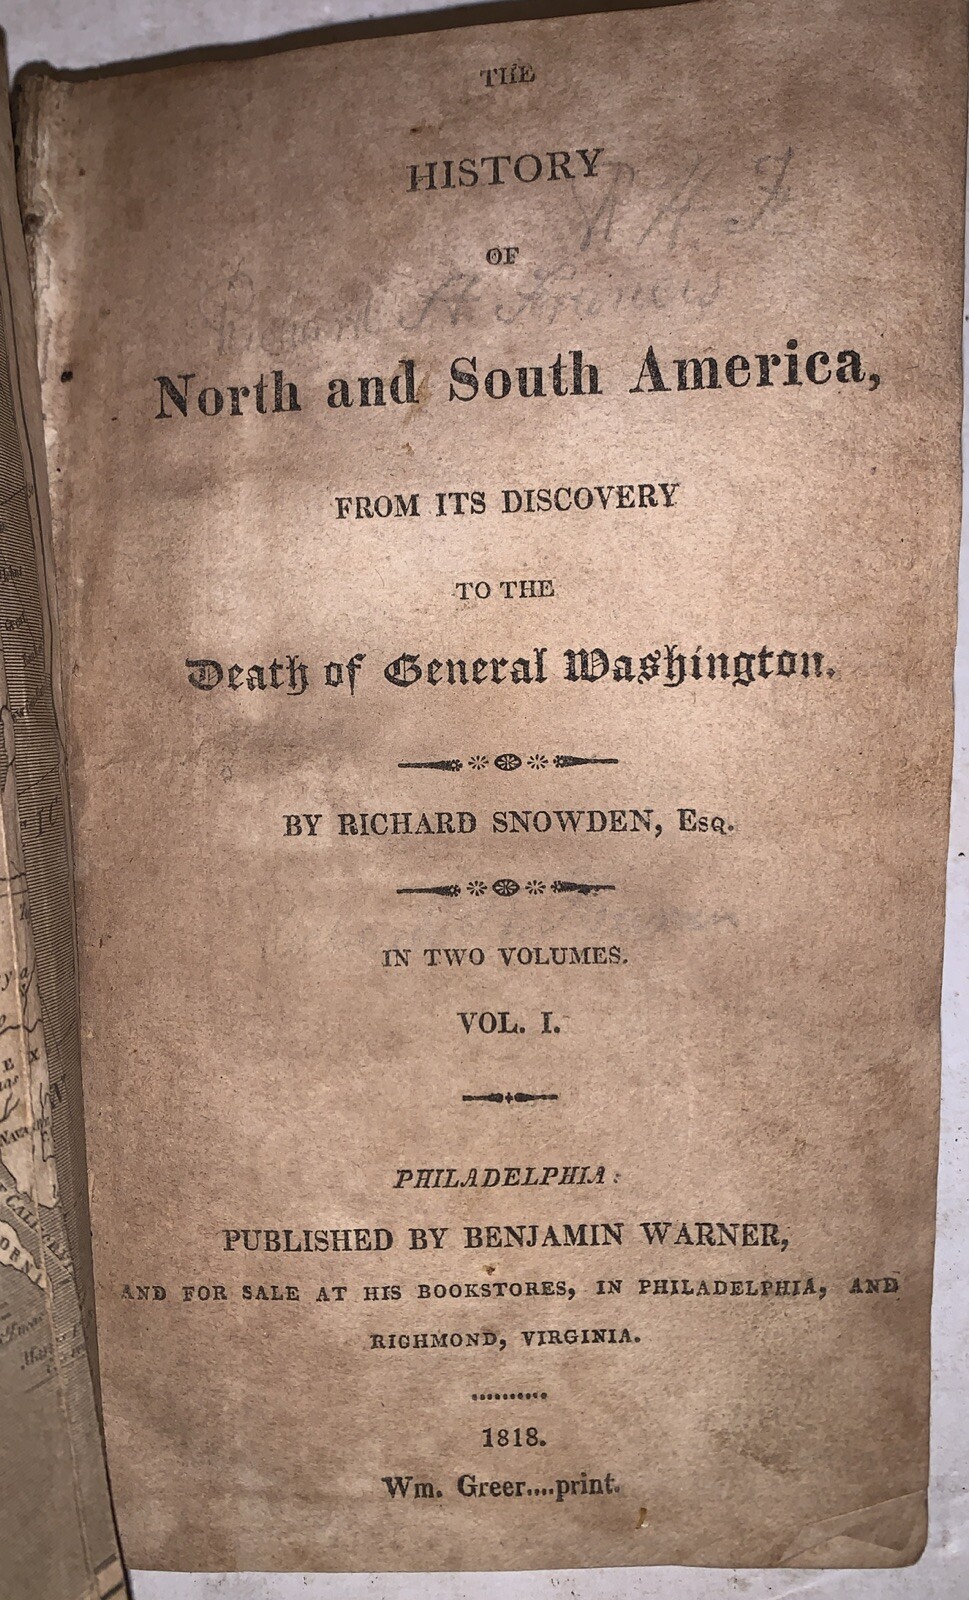 THE
HISTORY
OF
North and South America,
FROM ITS DISCOVERY
TO THE
Death of General Washington.
BY RICHARD SNOWDEN, Esq.
IN TWO VOLUMES.
VOL. I.
PHILADELPHIA:
PUBLISHED BY BENJAMIN WARNER,
AND FOR SALE AT HIS BOOKSTORES, IN PHILADELPHIA, AND
RICHMOND, VIRGINIA.
1818.
Wm. Greer....print.